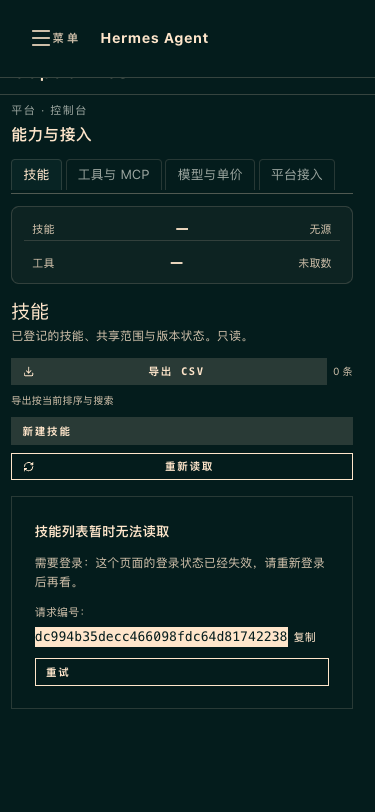 菜单 Hermes Agent
平台 · 控制台
能力与接入
技能 工具与 MCP 模型与单价 平台接入
技能 — 无源
工具 — 未取数
技能
已登记的技能、共享范围与版本状态。只读。
导出 CSV 0 条
导出按当前排序与搜索
新建技能
重新读取
技能列表暂时无法读取
需要登录：这个页面的登录状态已经失效，请重新登录
后再看。
请求编号：
dc994b35decc466098fdc64d81742238 复制
重试